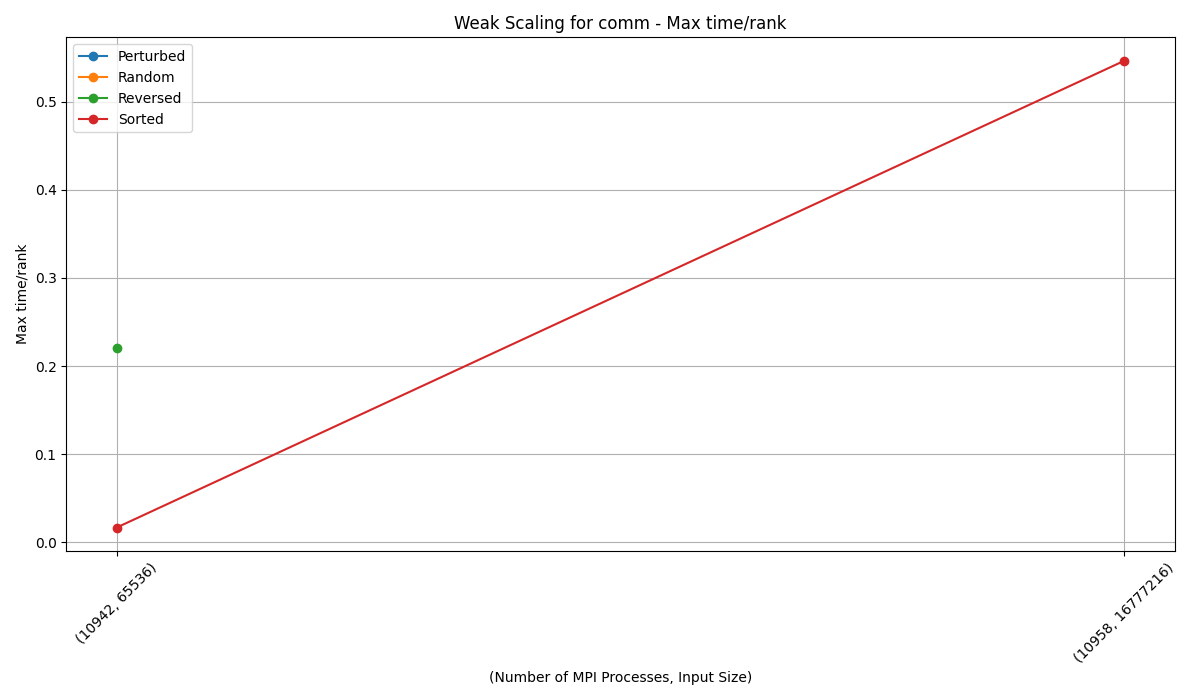 Weak Scaling for comm - Max time/rank
Perturbed
Random
Reversed
Sorted
0.5
0.4
0.3
0.2
0.1
0.0
Max time/rank
(10942, 65536)
(10958, 16777216)
(Number of MPI Processes, Input Size)